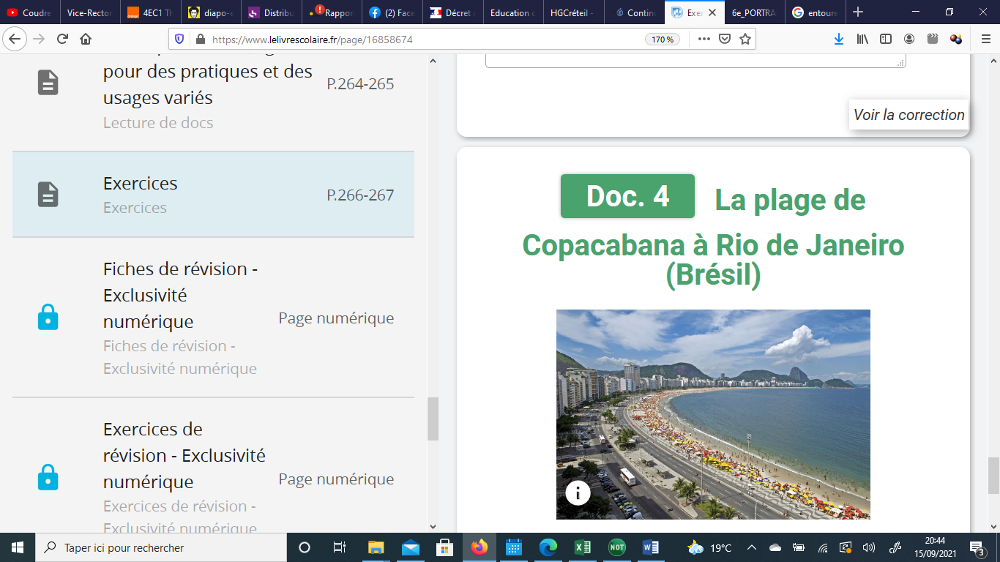 Coudre
Vice-Rector
4EC1 Th
diapo-e
Distribu
Rapport
(2) Face
Décret r
Education c
HGCréteil -
Contin
Exer
6e_PORTRA
entoure
https://www.lelivrescolaire.fr/page/16858674
170 %
pour des pratiques et des
usages variés
P.264-265
Lecture de docs
Exercices
P.266-267
Exercices
Fiches de révision -
Exclusivité
numérique
Page numérique
Fiches de révision -
Exclusivité numérique
Exercices de
révision - Exclusivité
numérique
Page numérique
Exercices de révision -
Exclusivité numérique
Voir la correction
Doc. 4 La plage de
Copacabana à Rio de Janeiro
(Brésil)
i
Taper ici pour rechercher
NOT
19°C
20:44
15/09/2021
3